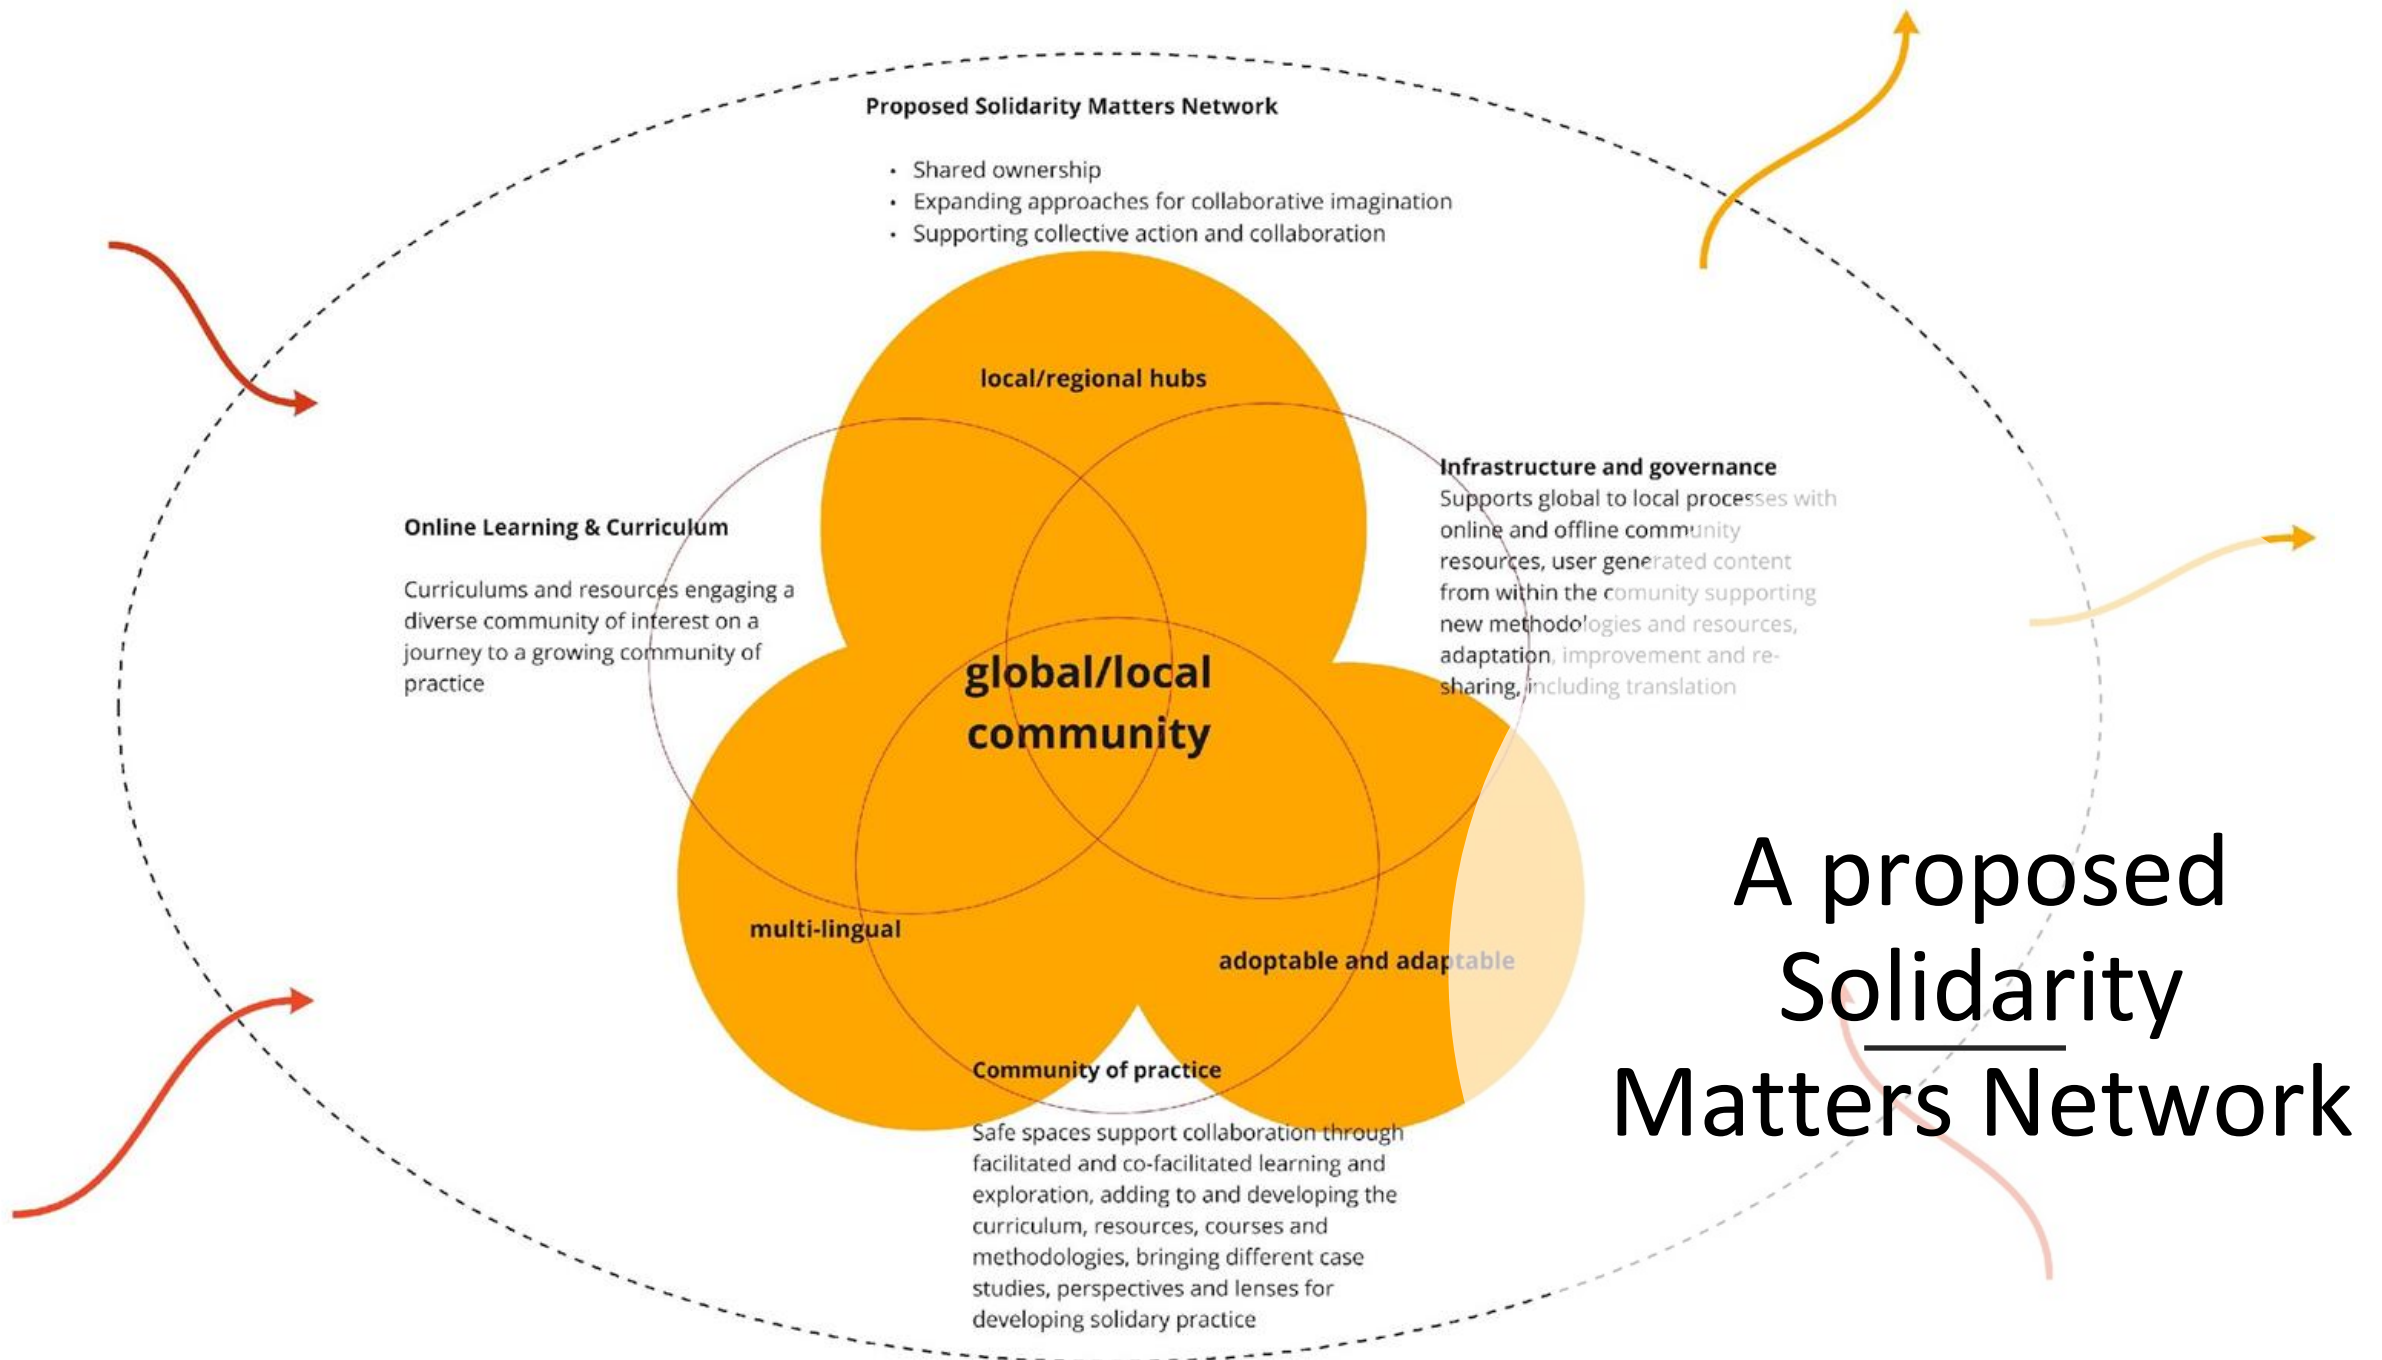 Proposed Solidarity Matters Network
• Shared ownership
• Expanding approaches for collaborative imagination
• Supporting collective action and collaboration
local/regional hubs
Online Learning & Curriculum
Curriculums and resources engaging a
diverse community of interest on a
journey to a growing community of
practice
Infrastructure and governance
Supports global to local processes with
online and offline community
resources, user generated content
from within the comunity supporting
new methodologies and resources,
adaptation, improvement and re-
sharing, including translation
global/local
community
multi-lingual
adoptable and adaptable
Community of practice
Safe spaces support collaboration through
facilitated and co-facilitated learning and
exploration, adding to and developing the
curriculum, resources, courses and
methodologies, bringing different case
studies, perspectives and lenses for
developing solidary practice
A proposed
Solidarity
Matters Network